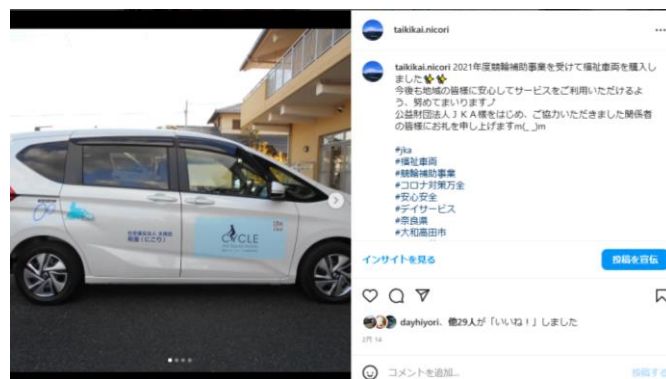 CYCLE
taikikai.nicori
taikikai.nicori 2021年度競輪補助事業を受けて福祉車両を購入し
ました
今後も地域の皆様に安心してサービスをご利用いただけるよ
う、努めてまいります♪
公益財団法人JKA様をはじめ、ご協力いただきました関係者
の皆様にお礼を申し上げますm(_ _)m
#jka
#福祉車両
#競輪補助事業
#コロナ対策万全
#安心安全
#デイサービス
#奈良県
#大和高田市
インサイトを見る
投稿を宣伝
dayhiyori、他29人が「いいね！」しました
2月 14
コメントを追加...
投稿する